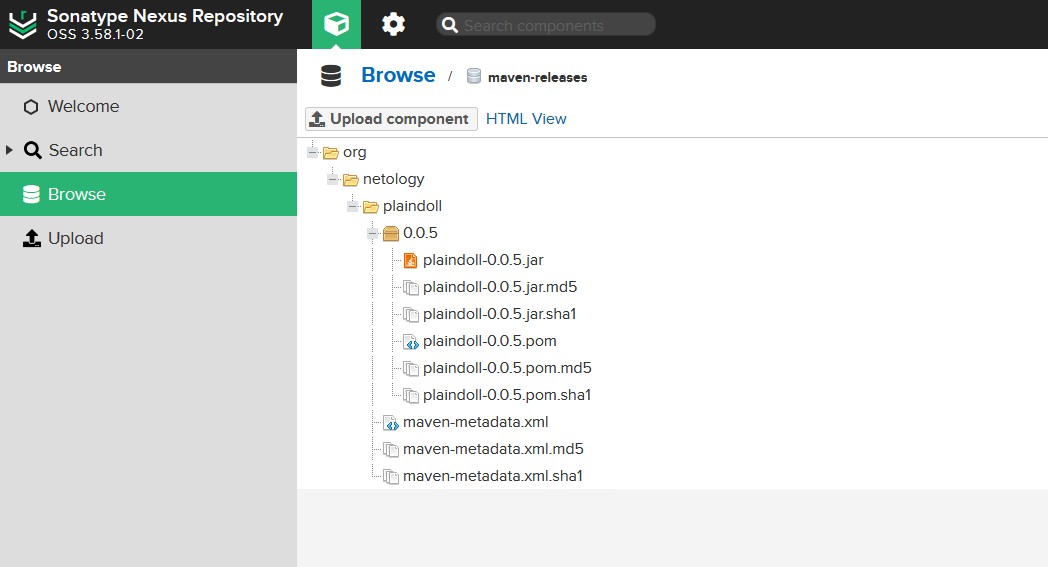 Sonatype Nexus Repository
OSS 3.58.1-02
Search components
Browse
Welcome
Search
Browse
Upload
Browse / maven-releases
Upload component HTML View
org
netology
plaindoll
0.0.5
plaindoll-0.0.5.jar
plaindoll-0.0.5.jar.md5
plaindoll-0.0.5.jar.sha1
plaindoll-0.0.5.pom
plaindoll-0.0.5.pom.md5
plaindoll-0.0.5.pom.sha1
maven-metadata.xml
maven-metadata.xml.md5
maven-metadata.xml.sha1